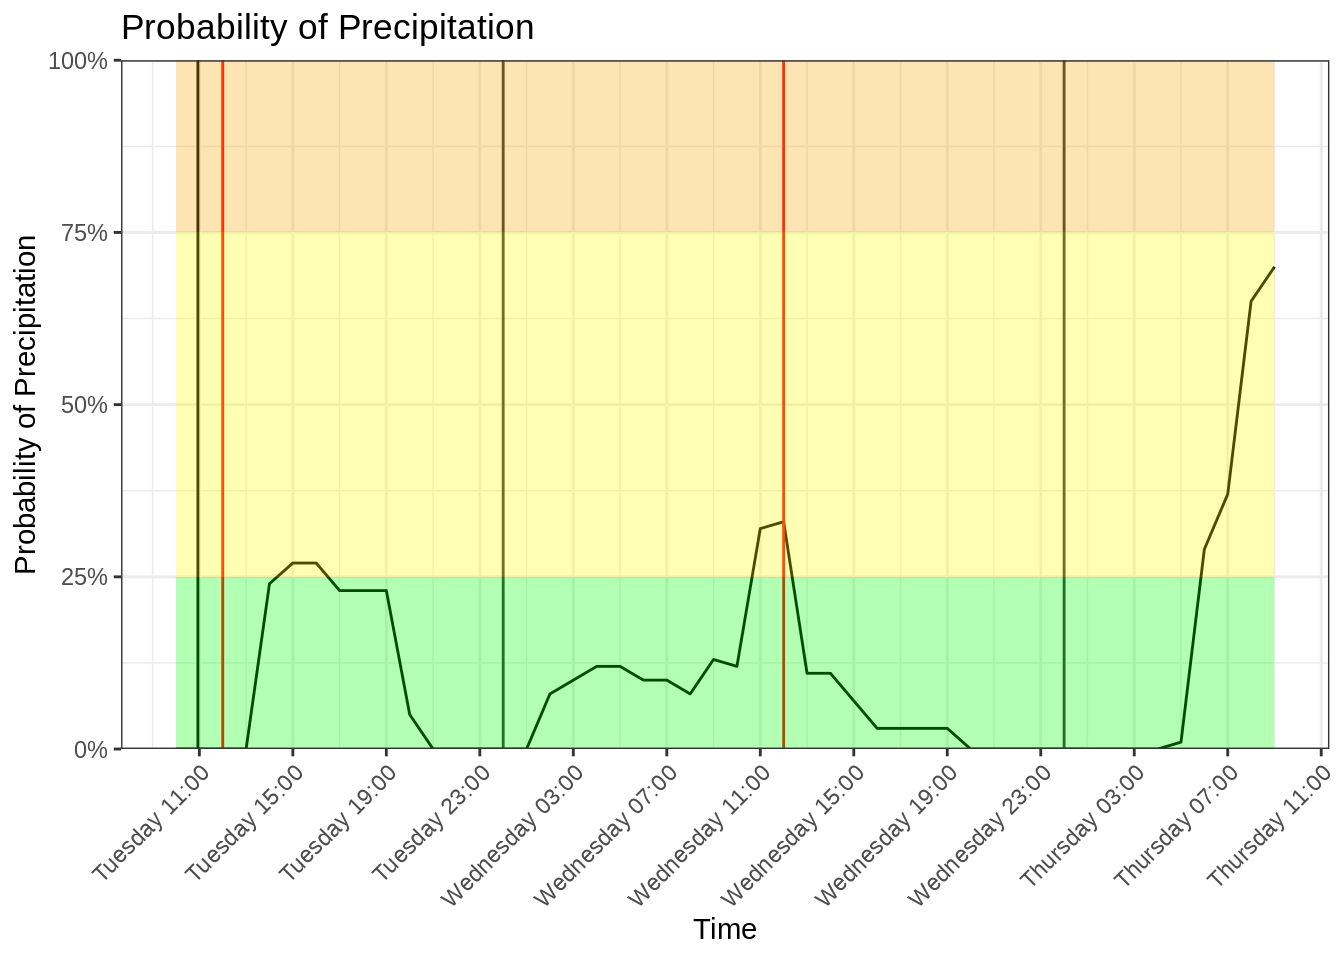 Probability of Precipitation
Probability of Precipitation
100%
75%
50%
25%
0%
Tuesday 11:00
Tuesday 15:00
Tuesday 19:00
Tuesday 23:00
Wednesday 03:00
Wednesday 07:00
Wednesday 11:00
Wednesday 15:00
Wednesday 19:00
Wednesday 23:00
Thursday 03:00
Thursday 07:00
Thursday 11:00
Time